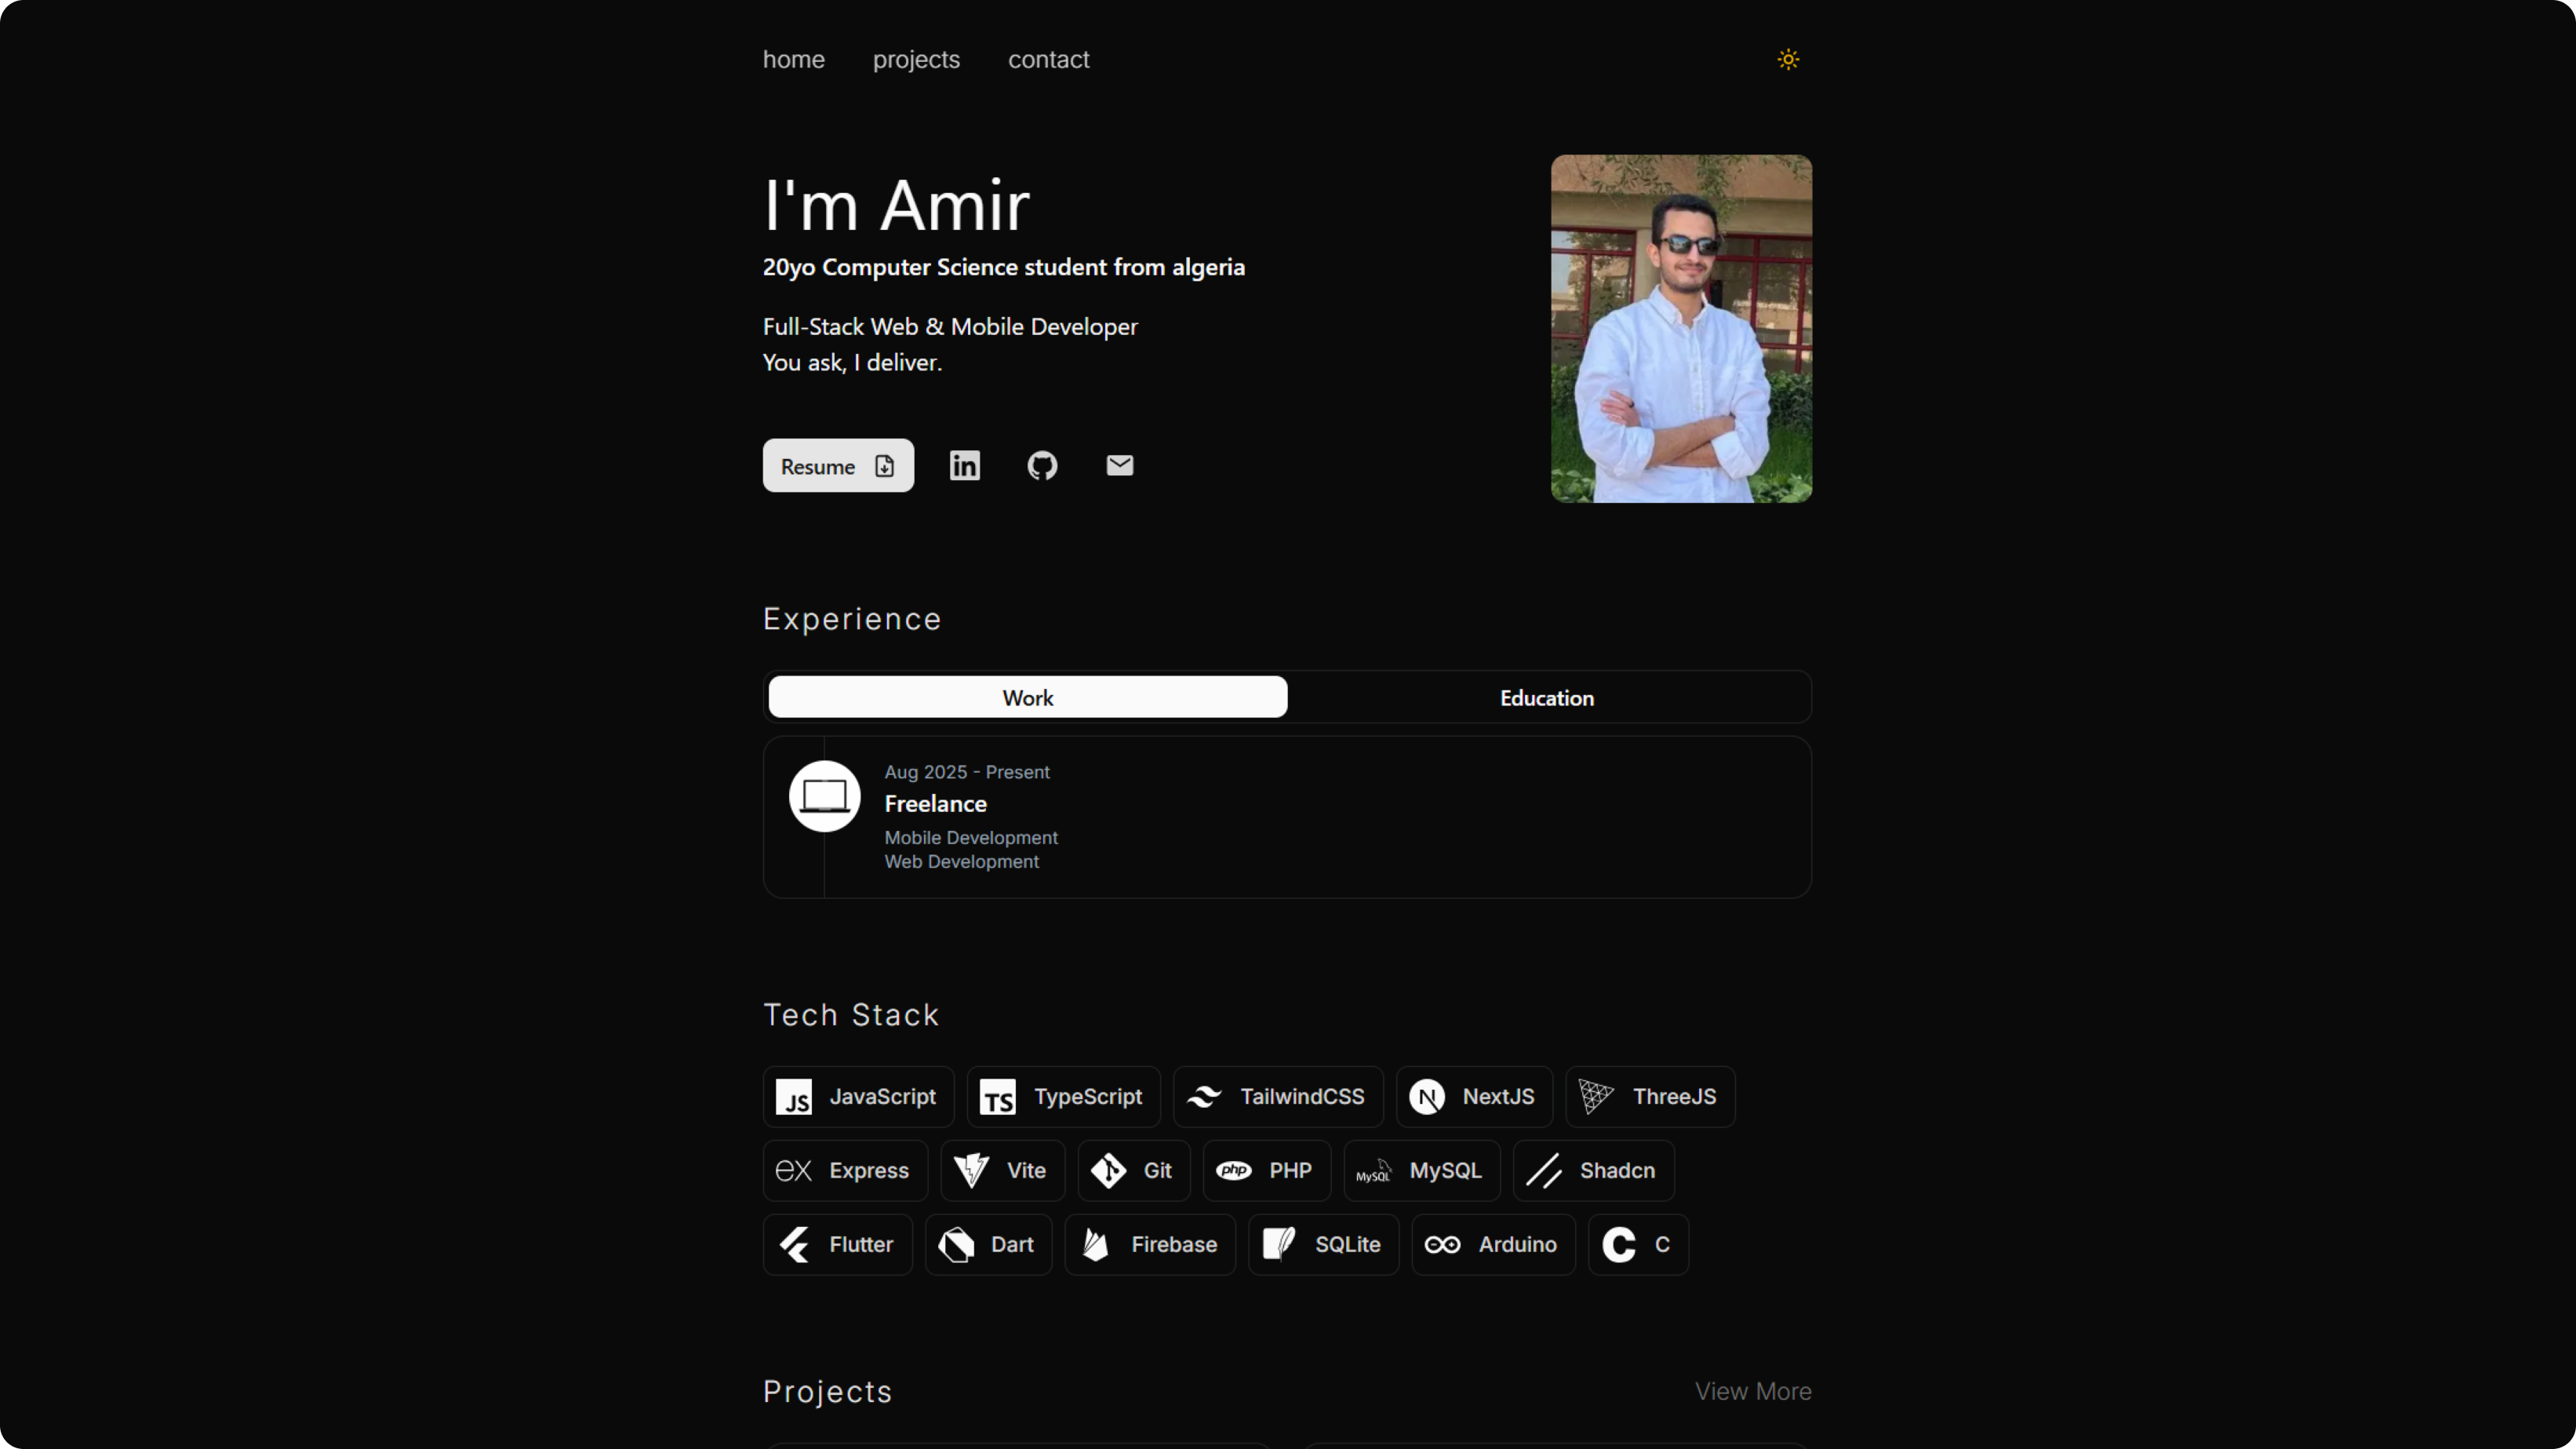 home projects contact
I'm Amir
20yo Computer Science student from algeria
Full-Stack Web & Mobile Developer
You ask, I deliver.
Resume in
Experience
Work Education
Aug 2025 - Present
Freelance
Mobile Development
Web Development
Tech Stack
JS JavaScript TS TypeScript TailwindCSS N NextJS ThreeJS
ex Express Vite Git php PHP MySQL MySQL Shadcn
Flutter Dart Firebase SQLite Arduino C C
Projects View More